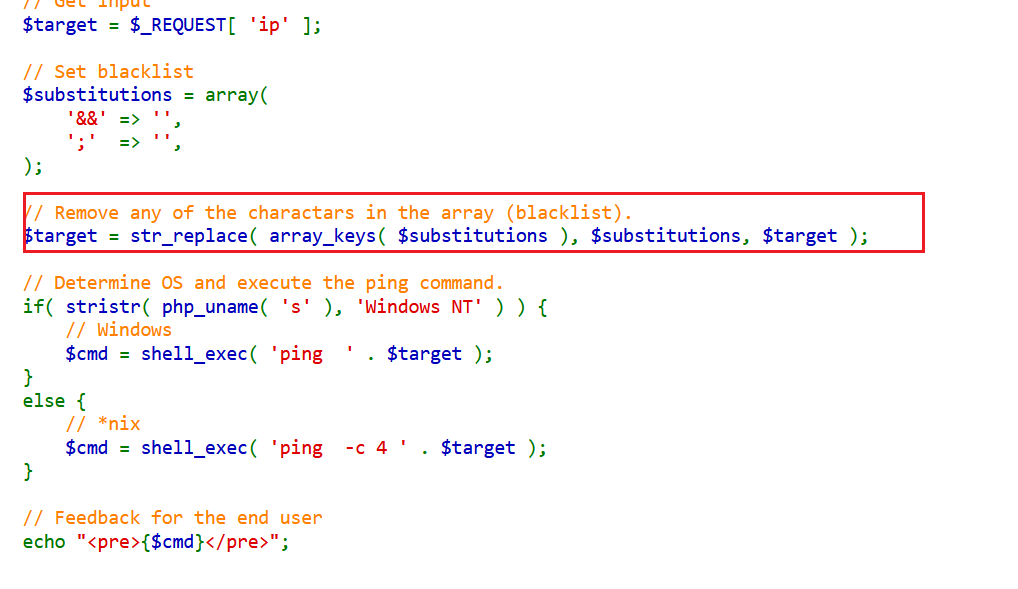 // Get input
$target = $_REQUEST[ 'ip' ];
// Set blacklist
$substitutions = array(
'&&' => '',
';' => '',
);
// Remove any of the charactars in the array (blacklist).
$target = str_replace( array_keys( $substitutions ), $substitutions, $target );
// Determine OS and execute the ping command.
if( stristr( php_uname( 's' ), 'Windows NT' ) ) {
// Windows
$cmd = shell_exec( 'ping  ' . $target );
}
else {
// *nix
$cmd = shell_exec( 'ping  -c 4 ' . $target );
}
// Feedback for the end user
echo "<pre>{$cmd}</pre>";